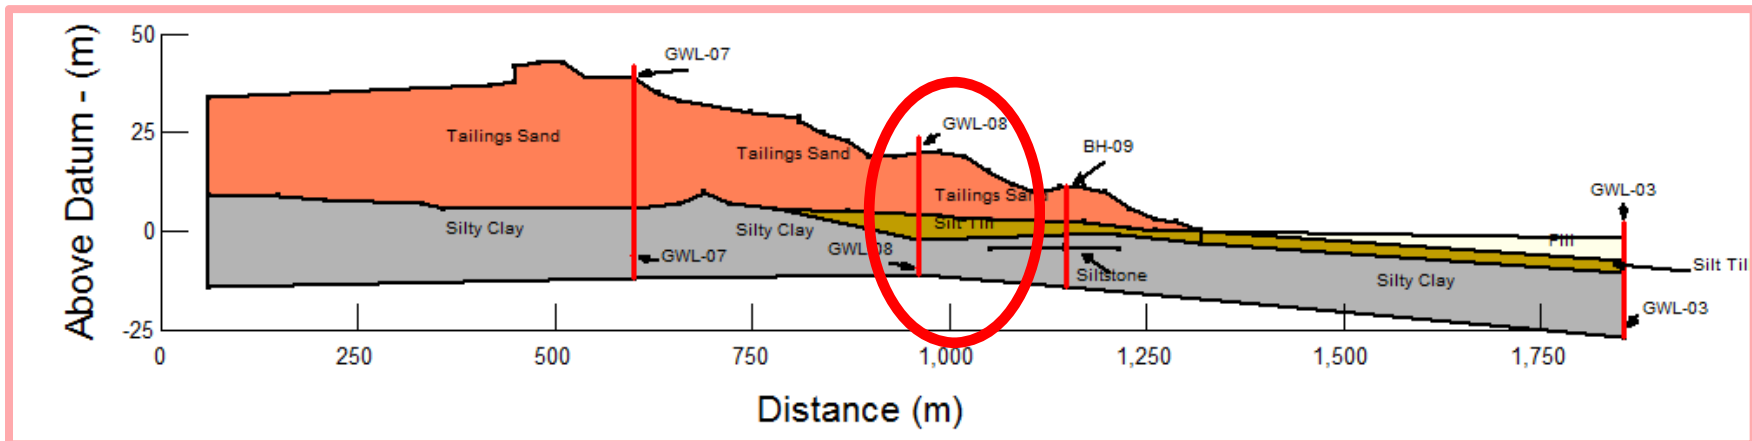 Above Datum - (m)
50
25
0
-25
GWL-07
GWL-08
BH-09
GWL-03
Tailings Sand
Tailings Sand
Tailings Sand
Silt Till
Silty Clay
Silty Clay
GWL-08
GWL-07
Siltstone
Silty Clay
Fill
Silt Til
GWL-03
0
250
500
750
1,000
1,250
1,500
1,750
Distance (m)